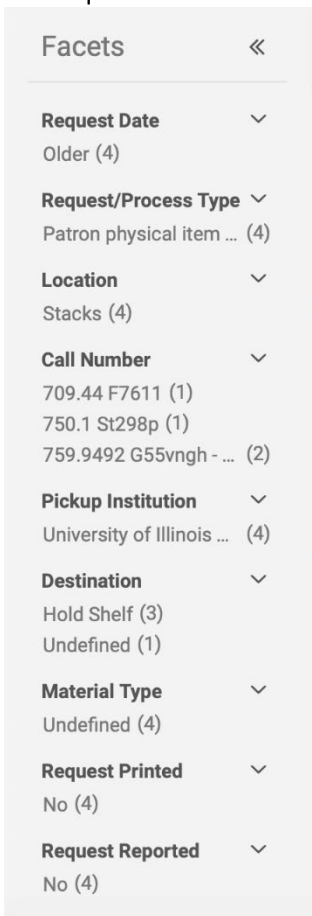 Facets «
Request Date
Older (4)
Request/Process Type
Patron physical item ... (4)
Location
Stacks (4)
Call Number
709.44 F7611 (1)
750.1 St298p (1)
759.9492 G55vngh - ... (2)
Pickup Institution
University of Illinois ... (4)
Destination
Hold Shelf (3)
Undefined (1)
Material Type
Undefined (4)
Request Printed
No (4)
Request Reported
No (4)